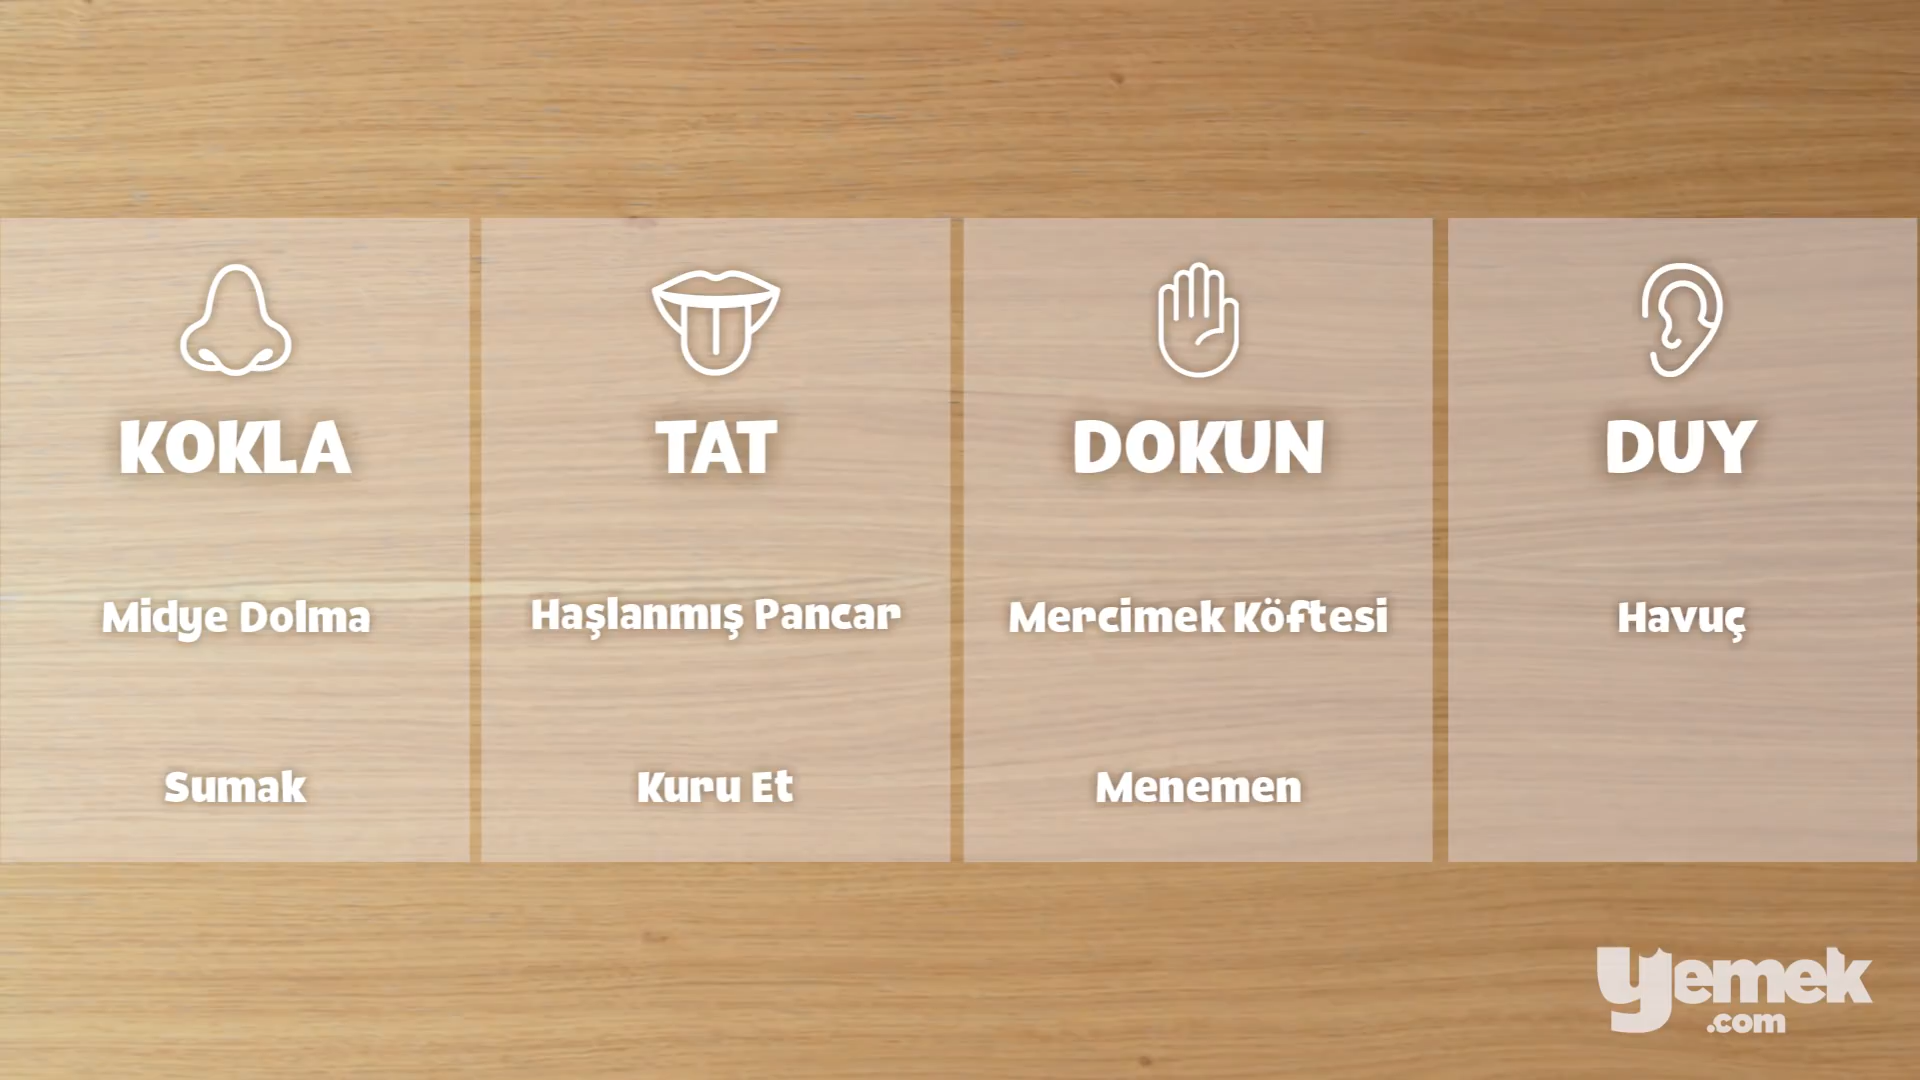 KOKLA
TAT
DOKUN
DUY
Midye Dolma
Haşlanmış Pancar
Mercimek Köftesi
Havuç
Sumak
Kuru Et
Menemen
yemek
.com